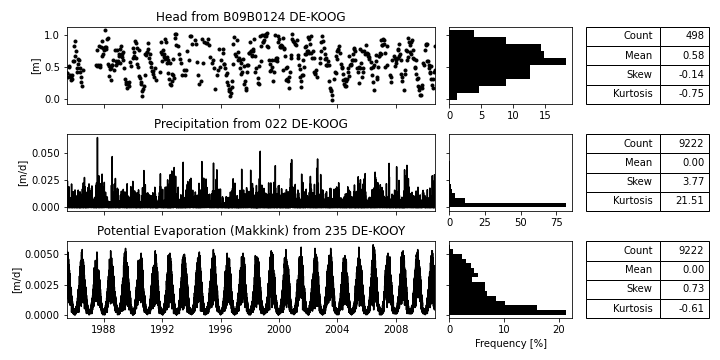 Head from B09B0124 DE-KOOG
1.0
0.5
0.0
[m]
0 5 10 15
Count 498
Mean 0.58
Skew -0.14
Kurtosis -0.75
Precipitation from 022 DE-KOOG
0.050
0.025
0.000
[m/d]
0 25 50 75
Count 9222
Mean 0.00
Skew 3.77
Kurtosis 21.51
Potential Evaporation (Makkink) from 235 DE-KOOY
0.0050
0.0025
0.0000
[m/d]
1988 1992 1996 2000 2004 2008
0 10 20
Frequency [%]
Count 9222
Mean 0.00
Skew 0.73
Kurtosis -0.61